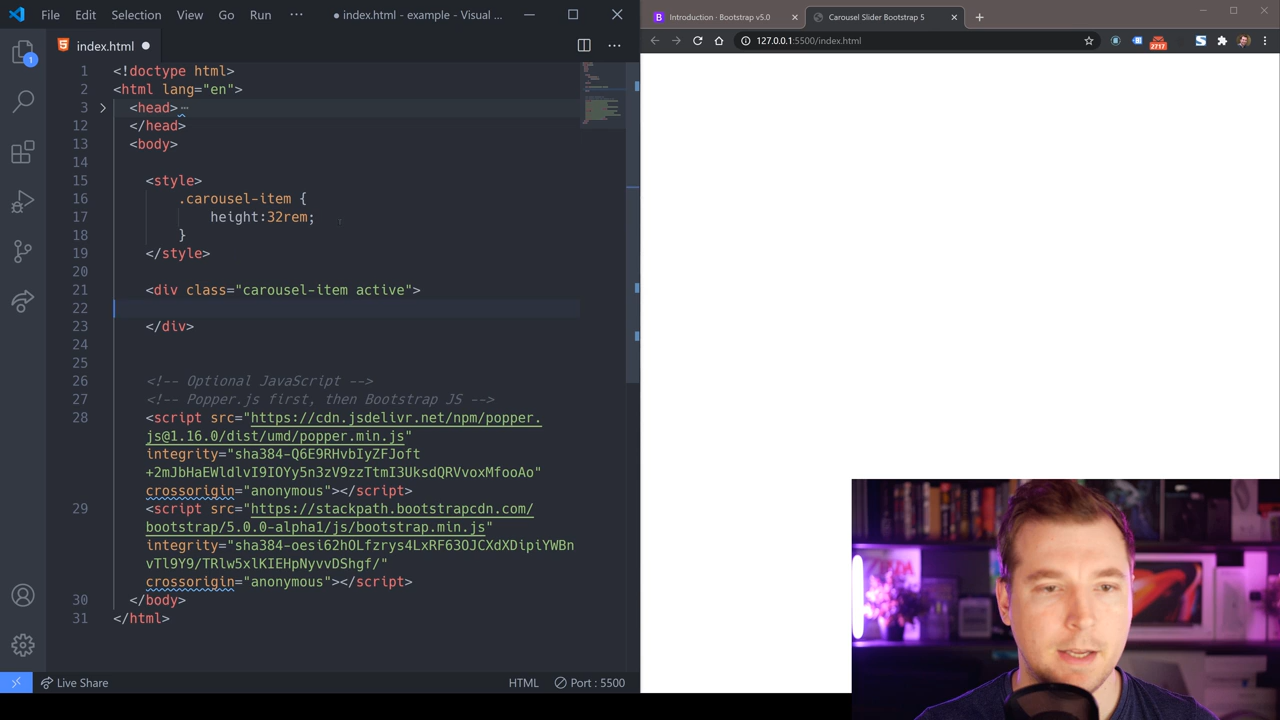 File Edit Selection View Go Run ··· ● index.html - example - Visual ...
Introduction · Bootstrap v5.0
Carousel Slider Bootstrap 5
index.html
127.0.0.1:5500/index.html
2717
1
1 <!doctype html>
2 <html lang="en">
3 <head>
12 </head>
13 <body>
14
15 <style>
16 .carousel-item {
17 height:32rem;
18 }
19 </style>
20
21 <div class="carousel-item active">
22
23 </div>
24
25
26 <!-- Optional JavaScript -->
27 <!-- Popper.js first, then Bootstrap JS -->
28 <script src="https://cdn.jsdelivr.net/npm/popper.
js@1.16.0/dist/umd/popper.min.js"
integrity="sha384-Q6E9RHvbIyZFJoft
+2mJbHaEWldlvI9IOYy5n3zV9zzTtmI3UksdQRVvoxMfooAo"
crossorigin="anonymous"></script>
29 <script src="https://stackpath.bootstrapcdn.com/
bootstrap/5.0.0-alpha1/js/bootstrap.min.js"
integrity="sha384-oesi62hOLfzrys4LxRF63OJCXdXDipiYWBn
vTl9Y9/TRlw5xlKIEHpNyvvDShgf/"
crossorigin="anonymous"></script>
30 </body>
31 </html>
Live Share
HTML
Port : 5500